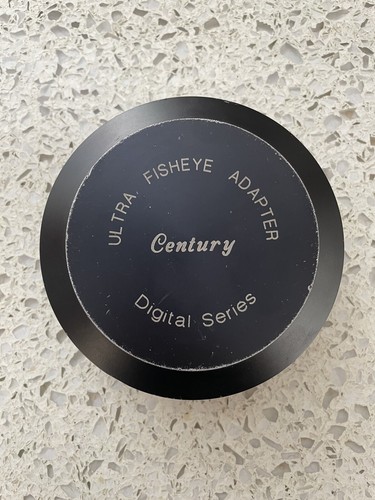 ULTRA FISHEYE ADAPTER
Century
Digital Series